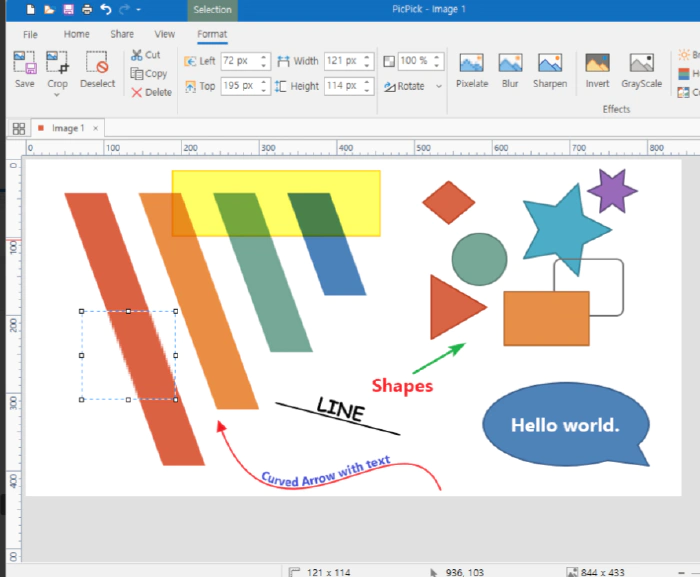 Selection
PicPick - Image 1
File Home Share View Format
Cut
Copy
Delete
Save Crop Deselect
Left 72 px Width 121 px 100 %
Top 195 px Height 114 px Rotate
Pixelate Blur Sharpen Invert GrayScale
Effects
Image 1 ×
0 100 200 300 400 500 600 700 800
0
100
200
300
400
Shapes
LINE
Hello world.
Curved Arrow with text
121 x 114 936, 103 844 x 433